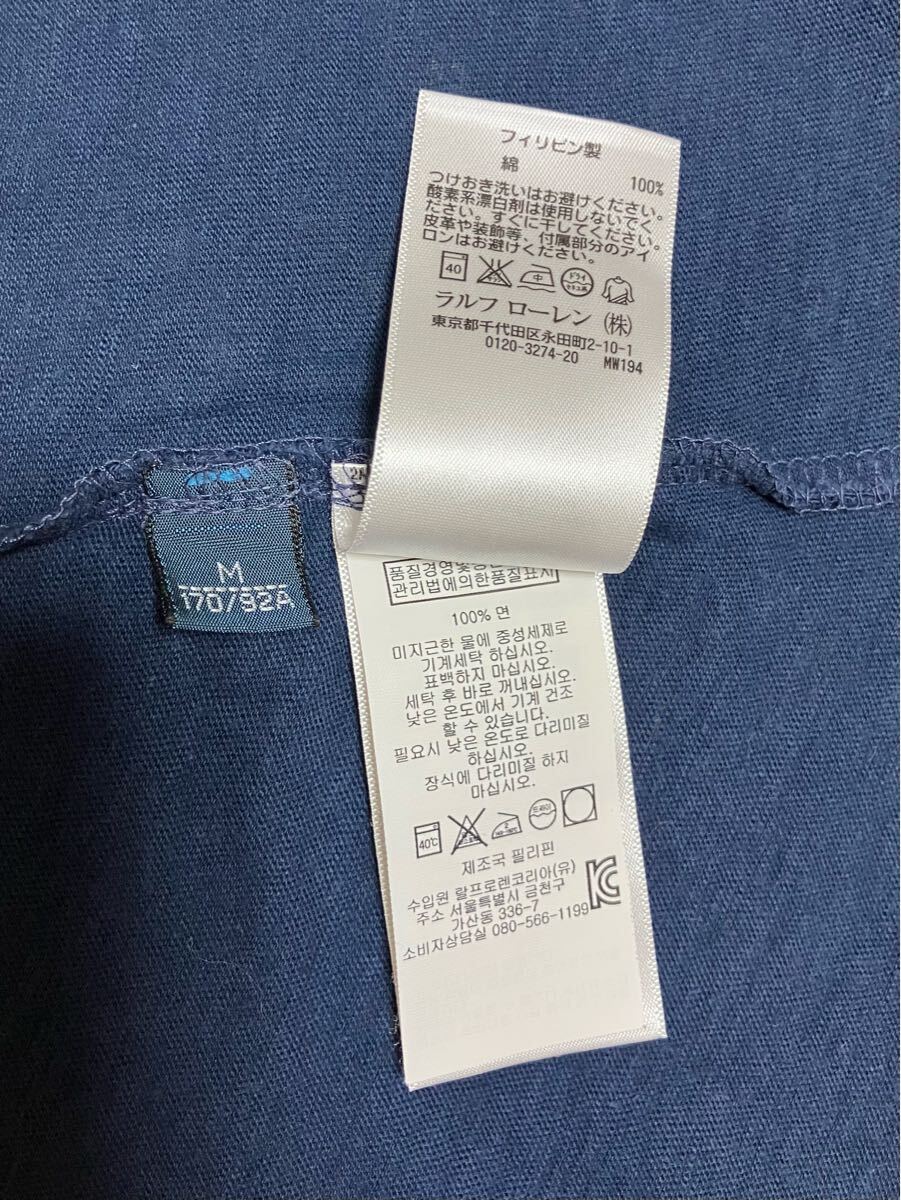 フィリピン製
綿 100%
つけおき洗いはお避けください。
酸素系漂白剤は使用しないでく
ださい。すぐに干してください。
皮革や装飾等、付属部分のアイ
ロンはお避けください。
40 中 ドライ セキユ系
ラルフ ローレン (株)
東京都千代田区永田町2-10-1
0120-3274-20 MW194
M
170/92A
관리법에의한품질표시
100% 면
미지근한 물에 중성세제로
기계세탁 하십시오.
표백하지 마십시오.
세탁 후 바로 꺼내십시오.
낮은 온도에서 기계 건조
할 수 있습니다.
필요시 낮은 온도로 다리미질
하십시오.
장식에 다리미질 하지
마십시오.
40℃ 드라이
제조국 필리핀
수입원 랄프로렌코리아(유)
주소 서울특별시 금천구
가산동 336-7
소비자상담실 080-566-1199